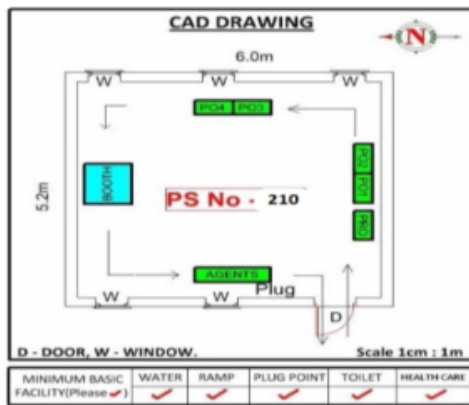 CAD DRAWING
N
6.0m
W W W
PO4 PO3
PO2
PO1
5.2m
BOOTH
PS No - 210
PRO
AGENTS
Plug
W W
D
D - DOOR, W - WINDOW. Scale 1cm : 1m
MINIMUM BASIC FACILITY(Please ✓) WATER RAMP PLUG POINT TOILET HEALTH CARE
✓ ✓ ✓ ✓ ✓